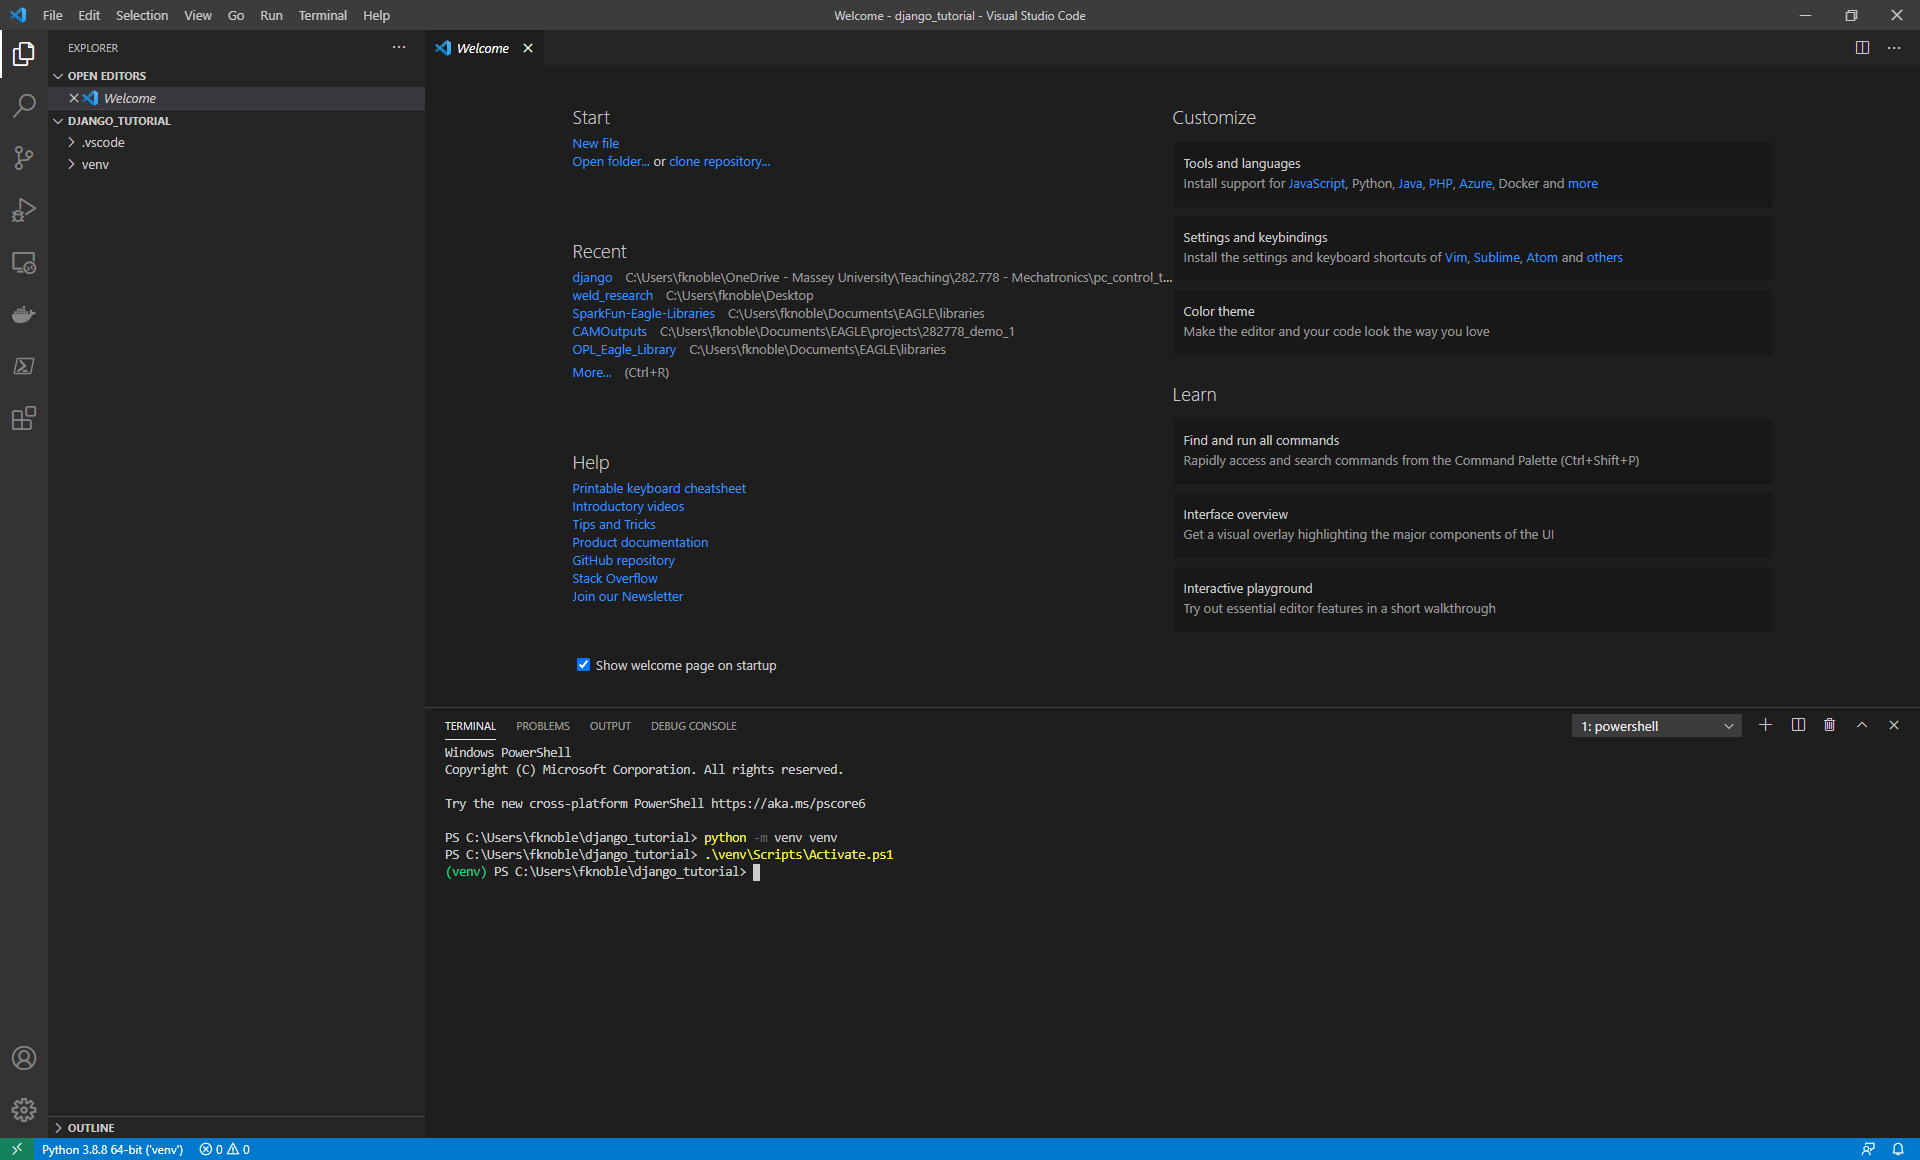 File Edit Selection View Go Run Terminal Help
Welcome - django_tutorial - Visual Studio Code
EXPLORER
OPEN EDITORS
Welcome
DJANGO_TUTORIAL
.vscode
venv
OUTLINE
Welcome
Start
New file
Open folder... or clone repository...
Recent
django C:\Users\fknoble\OneDrive - Massey University\Teaching\282.778 - Mechatronics\pc_control_t...
weld_research C:\Users\fknoble\Desktop
SparkFun-Eagle-Libraries C:\Users\fknoble\Documents\EAGLE\libraries
CAMOutputs C:\Users\fknoble\Documents\EAGLE\projects\282778_demo_1
OPL_Eagle_Library C:\Users\fknoble\Documents\EAGLE\libraries
More... (Ctrl+R)
Help
Printable keyboard cheatsheet
Introductory videos
Tips and Tricks
Product documentation
GitHub repository
Stack Overflow
Join our Newsletter
Show welcome page on startup
Customize
Tools and languages
Install support for JavaScript, Python, Java, PHP, Azure, Docker and more
Settings and keybindings
Install the settings and keyboard shortcuts of Vim, Sublime, Atom and others
Color theme
Make the editor and your code look the way you love
Learn
Find and run all commands
Rapidly access and search commands from the Command Palette (Ctrl+Shift+P)
Interface overview
Get a visual overlay highlighting the major components of the UI
Interactive playground
Try out essential editor features in a short walkthrough
TERMINAL PROBLEMS OUTPUT DEBUG CONSOLE
1: powershell
Windows PowerShell
Copyright (C) Microsoft Corporation. All rights reserved.
Try the new cross-platform PowerShell https://aka.ms/pscore6
PS C:\Users\fknoble\django_tutorial> python -m venv venv
PS C:\Users\fknoble\django_tutorial> .\venv\Scripts\Activate.ps1
(venv) PS C:\Users\fknoble\django_tutorial>
Python 3.8.8 64-bit ('venv') 0 0